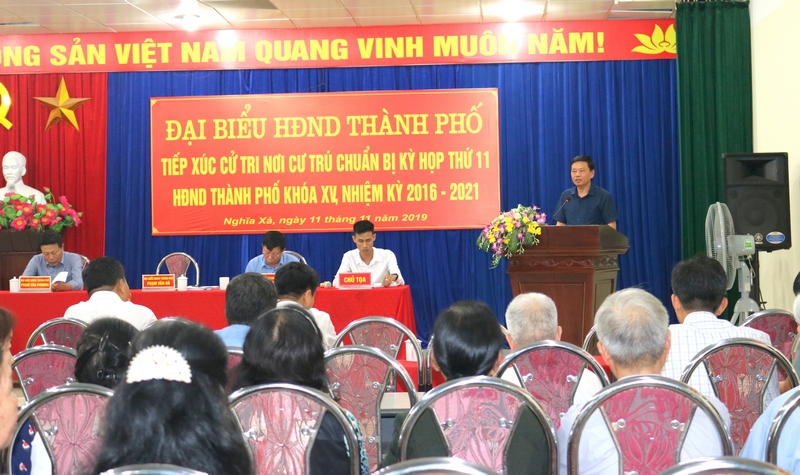 ỘNG SẢN VIỆT NAM QUANG VINH MUÔN NĂM!
ĐẠI BIỂU HĐND THÀNH PHỐ
TIẾP XÚC CỬ TRI NƠI CƯ TRÚ CHUẨN BỊ KỲ HỌP THỨ 11
HĐND THÀNH PHỐ KHÓA XV, NHIỆM KỲ 2016 - 2021
Nghĩa Xá, ngày 11 tháng 11 năm 2019
CHỦ TỌA